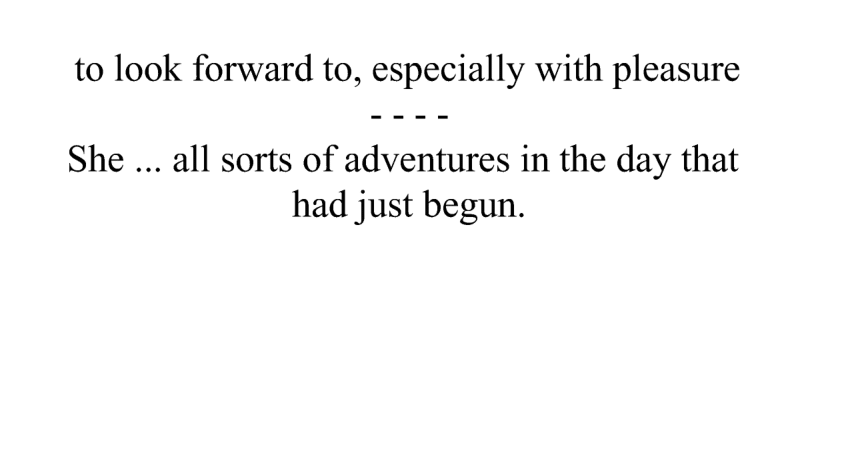 to look forward to, especially with pleasure
- - - -
She ... all sorts of adventures in the day that
had just begun.